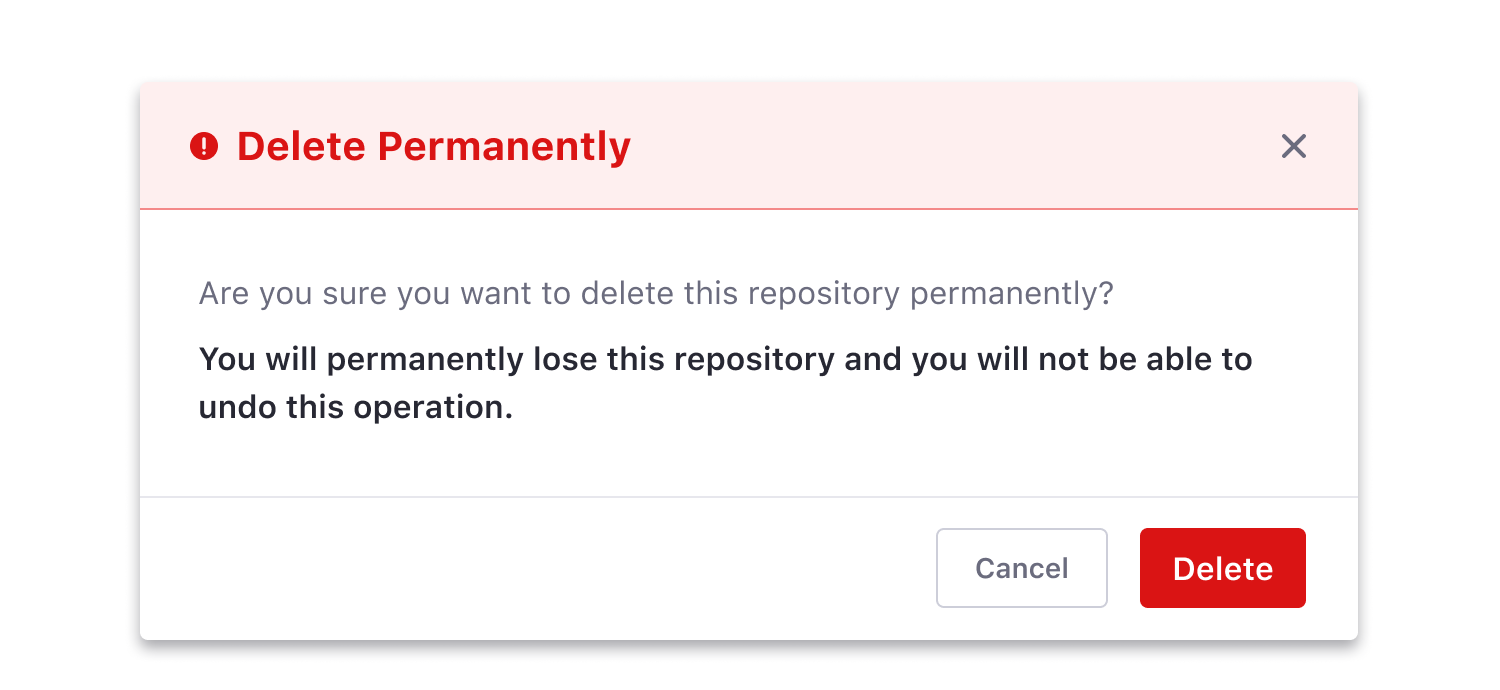 Delete Permanently
Are you sure you want to delete this repository permanently?
You will permanently lose this repository and you will not be able to
undo this operation.
Cancel
Delete